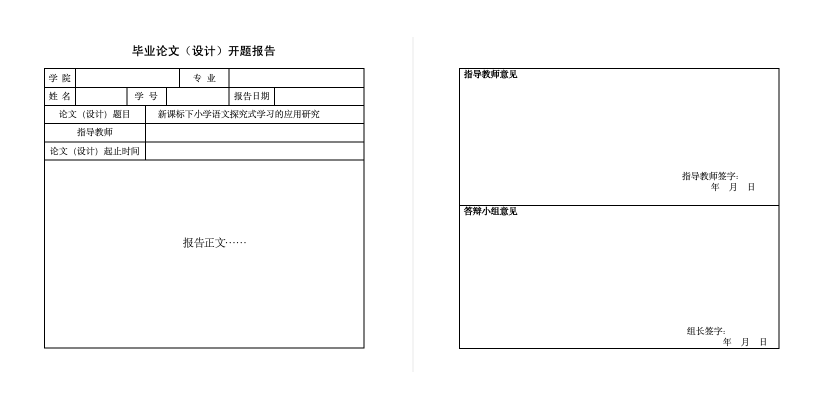 毕业论文（设计）开题报告
学 院 专 业
姓 名 学 号 报告日期
论文（设计）题目 新课标下小学语文探究式学习的应用研究
指导教师
论文（设计）起止时间
报告正文……
指导教师意见
指导教师签字：
年 月 日
答辩小组意见
组长签字：
年 月 日